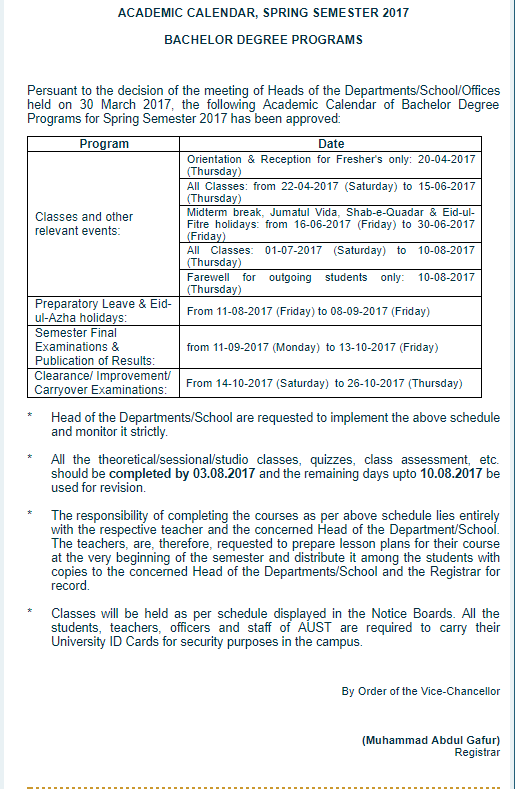 ACADEMIC CALENDAR, SPRING SEMESTER 2017
BACHELOR DEGREE PROGRAMS
Pursuant to the decision of the meeting of Heads of the Departments/School/Offices
held on 30 March 2017, the following Academic Calendar of Bachelor Degree
Programs for Spring Semester 2017 has been approved:
Program Date
Classes and other
relevant events:
Orientation & Reception for Fresher's only: 20-04-2017
(Thursday)
All Classes: from 22-04-2017 (Saturday) to 15-06-2017
(Thursday)
Midterm break, Jumatul Vida, Shab-e-Quadar & Eid-ul-
Fitre holidays: from 16-06-2017 (Friday) to 30-06-2017
(Friday)
All Classes: 01-07-2017 (Saturday) to 10-08-2017
(Thursday)
Farewell for outgoing students only: 10-08-2017
(Thursday)
Preparatory Leave & Eid-
ul-Azha holidays:
From 11-08-2017 (Friday) to 08-09-2017 (Friday)
Semester Final
Examinations &
Publication of Results:
from 11-09-2017 (Monday) to 13-10-2017 (Friday)
Clearance/ Improvement/
Carryover Examinations:
From 14-10-2017 (Saturday) to 26-10-2017 (Thursday)
* Head of the Departments/School are requested to implement the above schedule
and monitor it strictly.
* All the theoretical/sessional/studio classes, quizzes, class assessment, etc.
should be completed by 03.08.2017 and the remaining days upto 10.08.2017 be
used for revision.
* The responsibility of completing the courses as per above schedule lies entirely
with the respective teacher and the concerned Head of the Department/School.
The teachers, are, therefore, requested to prepare lesson plans for their course
at the very beginning of the semester and distribute it among the students with
copies to the concerned Head of the Departments/School and the Registrar for
record.
* Classes will be held as per schedule displayed in the Notice Boards. All the
students, teachers, officers and staff of AUST are required to carry their
University ID Cards for security purposes in the campus.
By Order of the Vice-Chancellor
(Muhammad Abdul Gafur)
Registrar